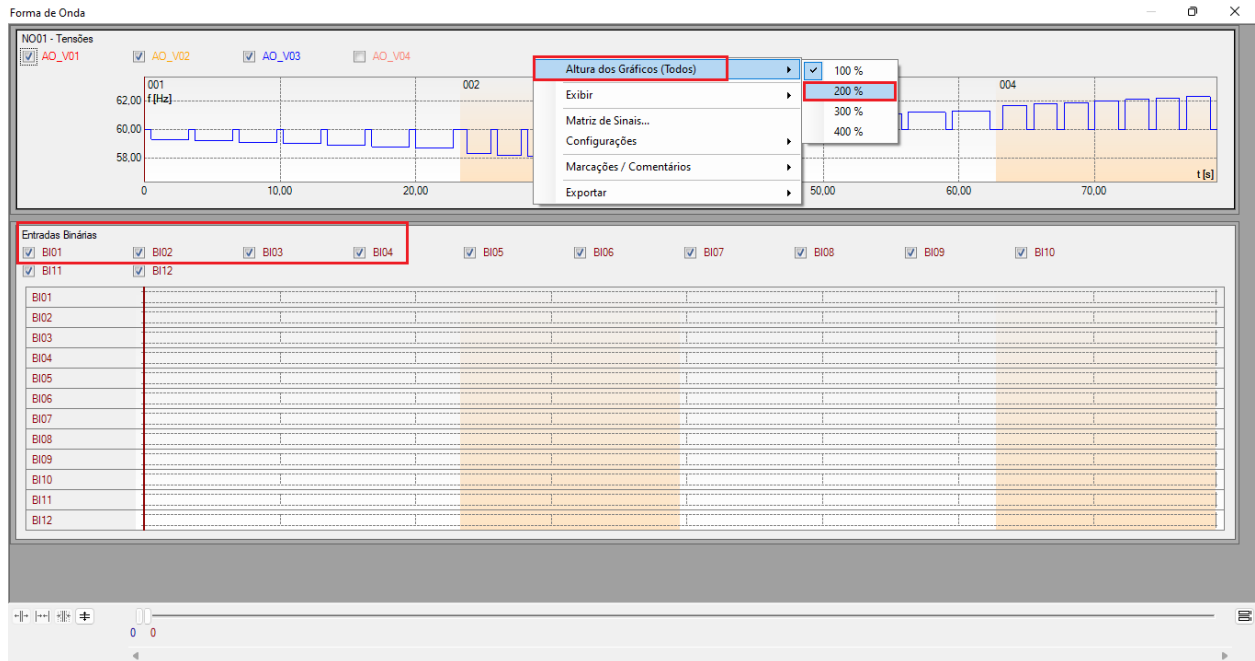 Forma de Onda
NO01 - Tensões
AO_V01 AO_V02 AO_V03 AO_V04
001 002 004
f [Hz]
62,00
60,00
58,00
t [s]
0 10,00 20,00 50,00 60,00 70,00
Altura dos Gráficos (Todos)
Exibir
Matriz de Sinais...
Configurações
Marcações / Comentários
Exportar
100 %
200 %
300 %
400 %
Entradas Binárias
BI01 BI02 BI03 BI04 BI05 BI06 BI07 BI08 BI09 BI10
BI11 BI12
BI01
BI02
BI03
BI04
BI05
BI06
BI07
BI08
BI09
BI10
BI11
BI12
0 0